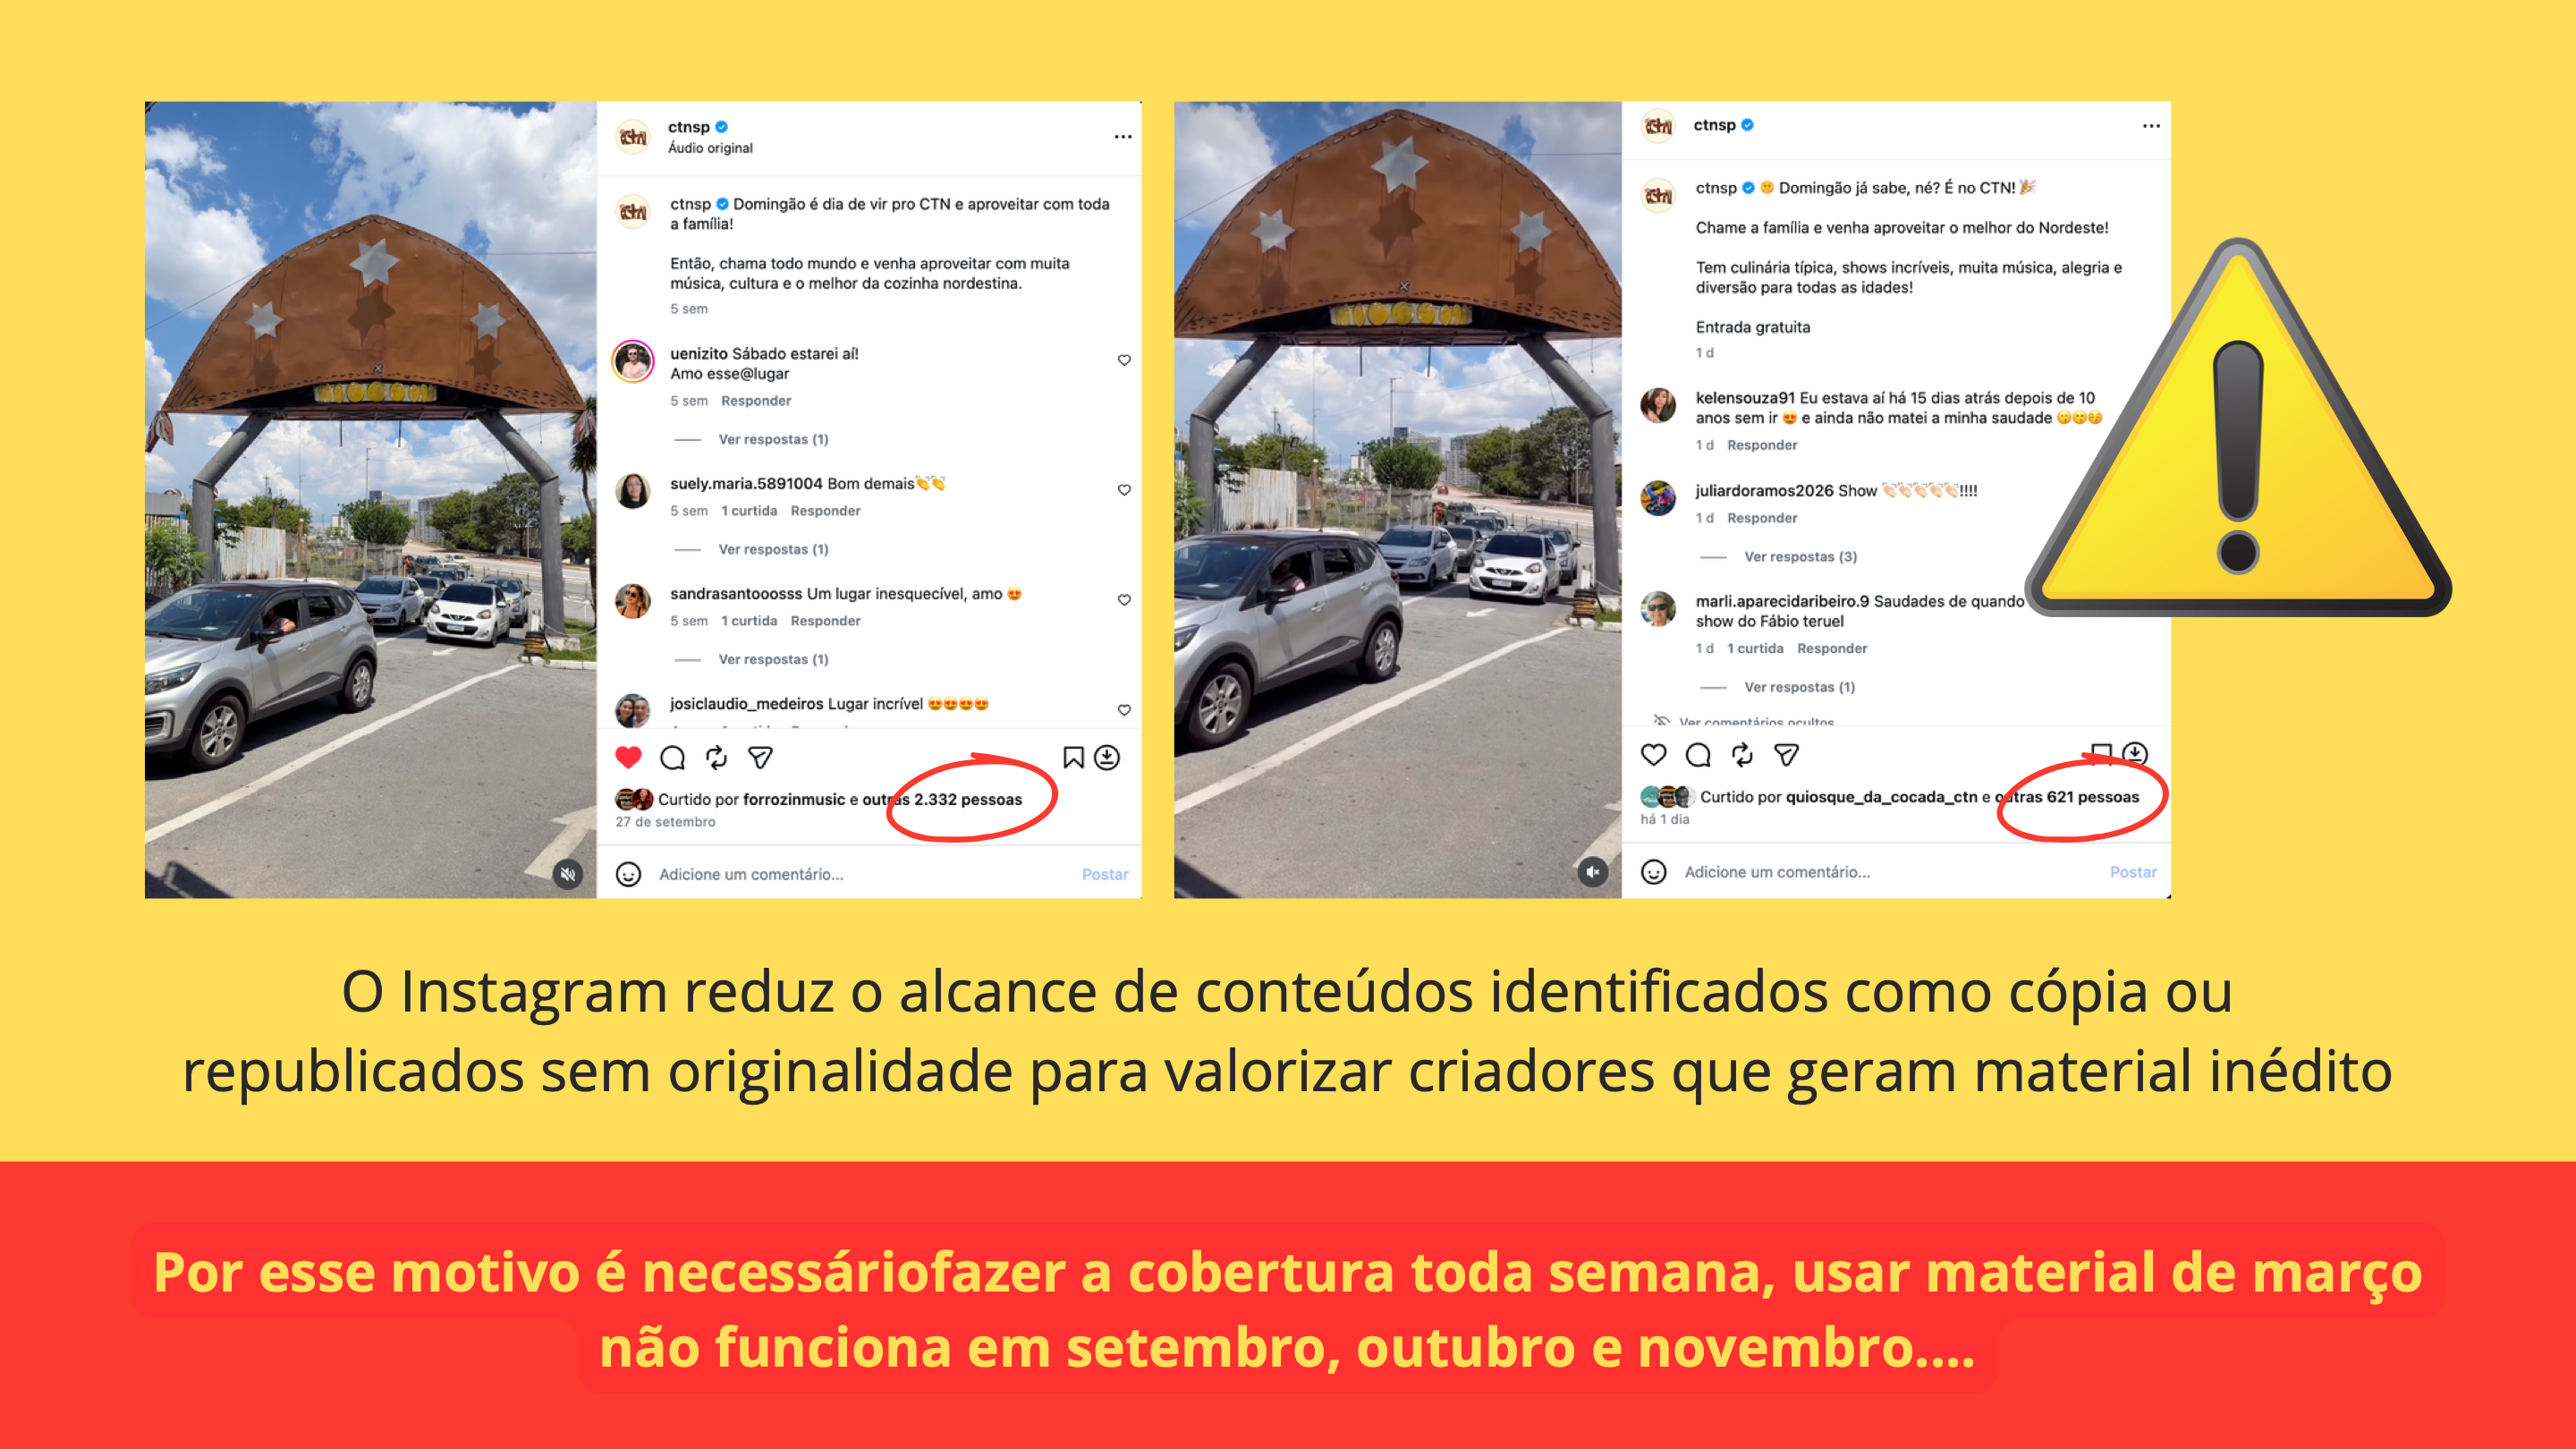 ctnsp
Áudio original
ctnsp Domingão é dia de vir pro CTN e aproveitar com toda
a família!
Então, chama todo mundo e venha aproveitar com muita
música, cultura e o melhor da cozinha nordestina.
5 sem
uenizito Sábado estarei aí!
Amo esse@lugar
5 sem Responder
Ver respostas (1)
suely.maria.5891004 Bom demais👏👏
5 sem 1 curtida Responder
Ver respostas (1)
sandrasantooosss Um lugar inesquecível, amo 😍
5 sem 1 curtida Responder
Ver respostas (1)
josiclaudio_medeiros Lugar incrível 😍😍😍😍
Curtido por forrozinmusic e outras 2.332 pessoas
27 de setembro
Adicione um comentário... Postar
ctnsp
ctnsp 🌞 Domingão já sabe, né? É no CTN! 🎉
Chame a família e venha aproveitar o melhor do Nordeste!
Tem culinária típica, shows incríveis, muita música, alegria e
diversão para todas as idades!
Entrada gratuita
1 d
kelensouza91 Eu estava aí há 15 dias atrás depois de 10
anos sem ir 😍 e ainda não matei a minha saudade
1 d Responder
juliardoramos2026 Show 👏🏻👏🏻👏🏻👏🏻👏🏻!!!!
1 d Responder
Ver respostas (3)
marli.aparecidaribeiro.9 Saudades de quando
show do Fábio teruel
1 d 1 curtida Responder
Ver respostas (1)
Ver comentários ocultos
Curtido por quiosque_da_cocada_ctn e outras 621 pessoas
há 1 dia
Adicione um comentário... Postar
O Instagram reduz o alcance de conteúdos identificados como cópia ou
republicados sem originalidade para valorizar criadores que geram material inédito
Por esse motivo é necessáriofazer a cobertura toda semana, usar material de março
não funciona em setembro, outubro e novembro....